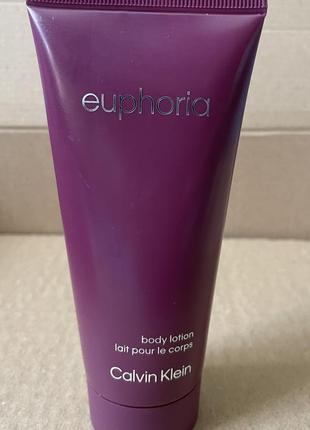 euphoria
body lotion
lait pour le corps
Calvin Klein